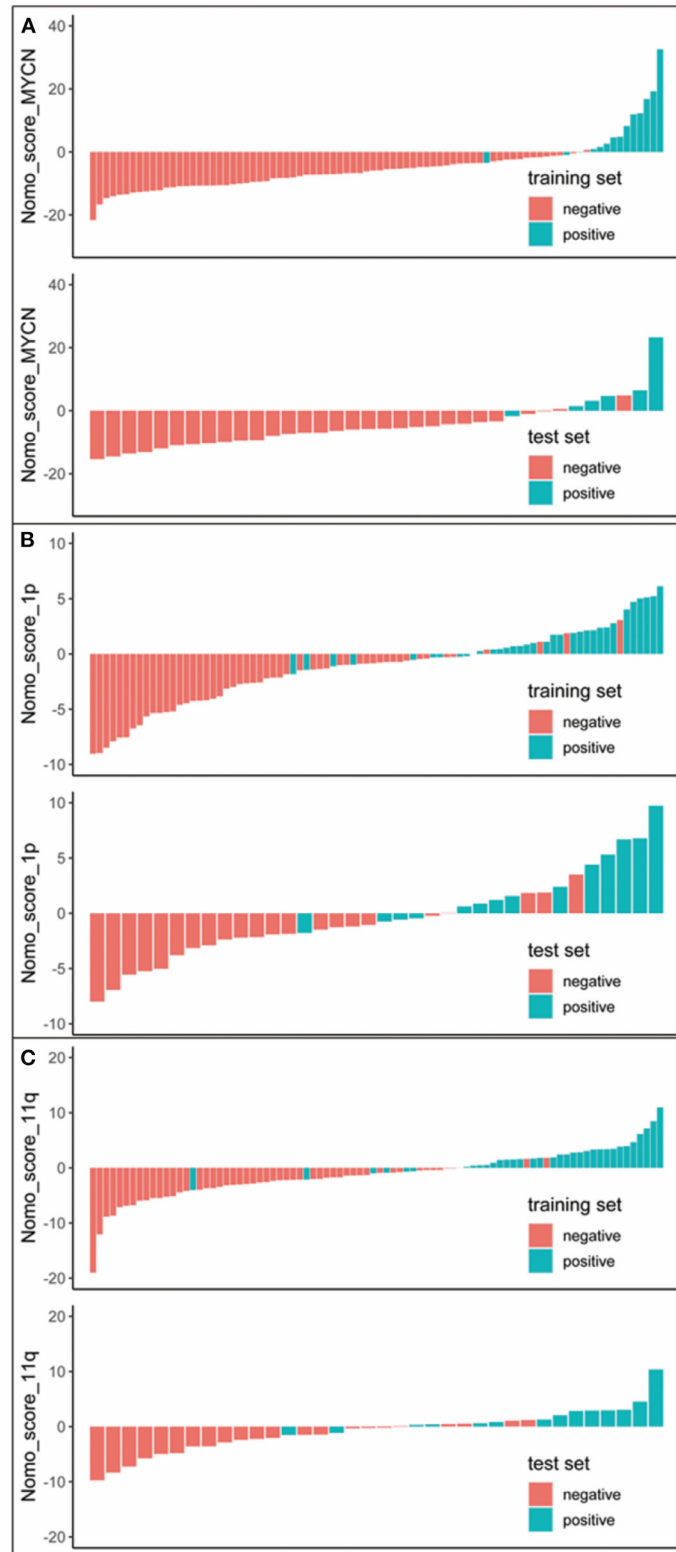 A
Nomo_score_MYCN
40
20
0
-20
training set
negative
positive
Nomo_score_MYCN
40
20
0
-20
test set
negative
positive
B
Nomo_score_1p
10
5
0
-5
-10
training set
negative
positive
Nomo_score_1p
10
5
0
-5
-10
test set
negative
positive
C
Nomo_score_11q
20
10
0
-10
-20
training set
negative
positive
Nomo_score_11q
20
10
0
-10
-20
test set
negative
positive